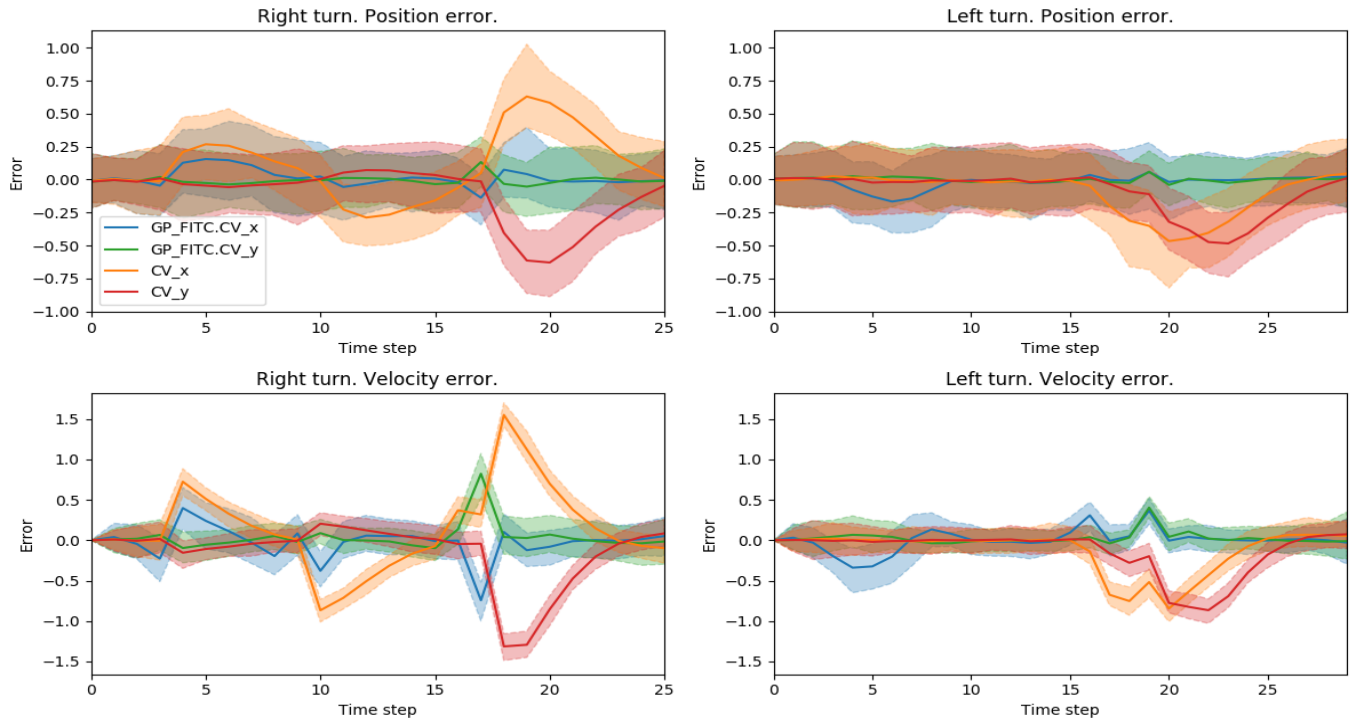 Right turn. Position error.
1.00
0.75
0.50
0.25
0.00
−0.25
−0.50
−0.75
−1.00
Error
GP_FITC.CV_x
GP_FITC.CV_y
CV_x
CV_y
0 5 10 15 20 25
Time step
Left turn. Position error.
1.00
0.75
0.50
0.25
0.00
−0.25
−0.50
−0.75
−1.00
Error
0 5 10 15 20 25
Time step
Right turn. Velocity error.
1.5
1.0
0.5
0.0
−0.5
−1.0
−1.5
Error
0 5 10 15 20 25
Time step
Left turn. Velocity error.
1.5
1.0
0.5
0.0
−0.5
−1.0
−1.5
Error
0 5 10 15 20 25
Time step